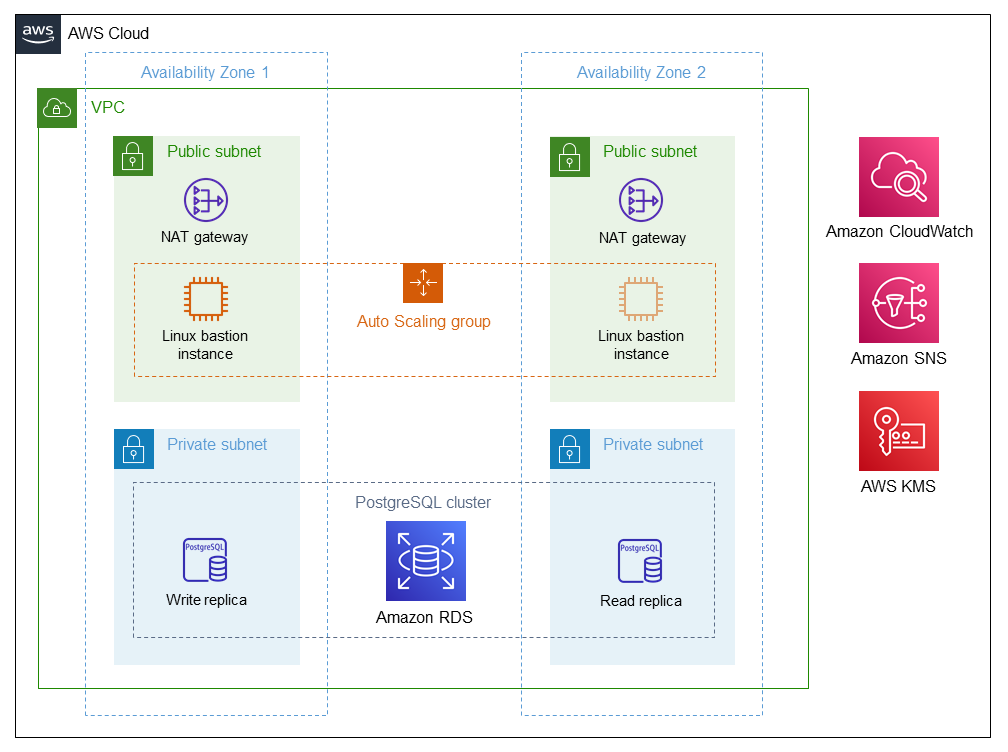 aws
AWS Cloud
Availability Zone 1
Availability Zone 2
VPC
Public subnet
Public subnet
NAT gateway
NAT gateway
Amazon CloudWatch
Auto Scaling group
Linux bastion
instance
Linux bastion
instance
Amazon SNS
Private subnet
Private subnet
AWS KMS
PostgreSQL cluster
PostgreSQL
PostgreSQL
Write replica
Read replica
Amazon RDS